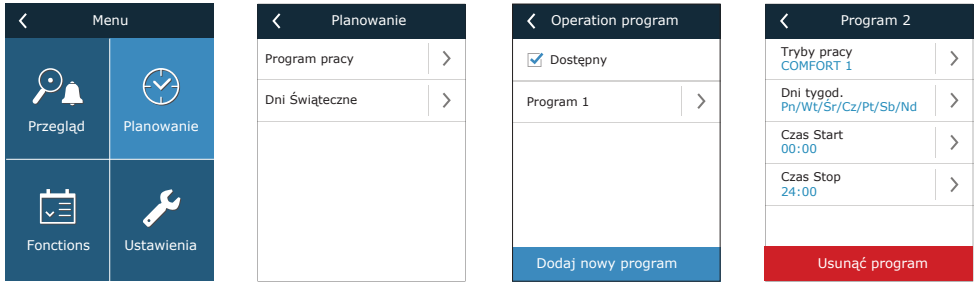 Menu
Przegląd
Planowanie
Fonctions
Ustawienia
Planowanie
Program pracy
Dni Świąteczne
Operation program
Dostępny
Program 1
Dodaj nowy program
Program 2
Tryby pracy
COMFORT 1
Dni tygod.
Pn/Wt/Śr/Cz/Pt/Sb/Nd
Czas Start
00:00
Czas Stop
24:00
Usunąć program